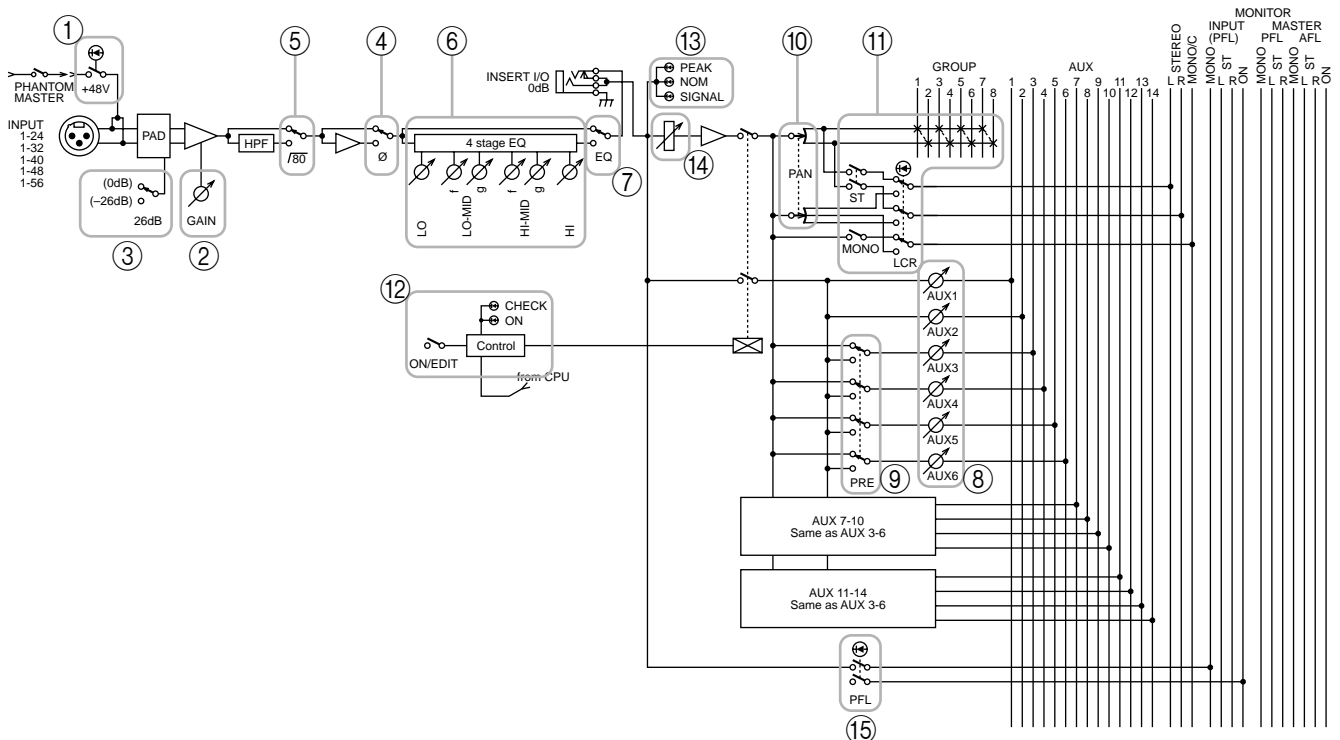 MONITOR
INPUT (PFL)
MASTER
PFL
AFL
GROUP
AUX
STEREO
L
R
MONO/C
MONO
L ST R
ON
MONO
L ST R
MONO
L ST R
ON
1 2 3 4 5 6 7 8
1 2 3 4 5 6 7 8 9 10 11 12 13 14
①
+48V
PHANTOM MASTER
INPUT
1-24
1-32
1-40
1-48
1-56
PAD
(0dB)
(–26dB)
26dB
③
GAIN
②
HPF
⑤
80
④
Ø
⑥
4 stage EQ
LO
f
LO-MID
g
f
HI-MID
g
HI
EQ
⑦
INSERT I/O
0dB
⑬
PEAK
NOM
SIGNAL
⑭
⑩
PAN
⑪
ST
MONO
LCR
⑫
CHECK
ON
Control
ON/EDIT
from CPU
AUX1
AUX2
AUX3
AUX4
AUX5
AUX6
PRE
⑨
⑧
AUX 7-10
Same as AUX 3-6
AUX 11-14
Same as AUX 3-6
PFL
⑮